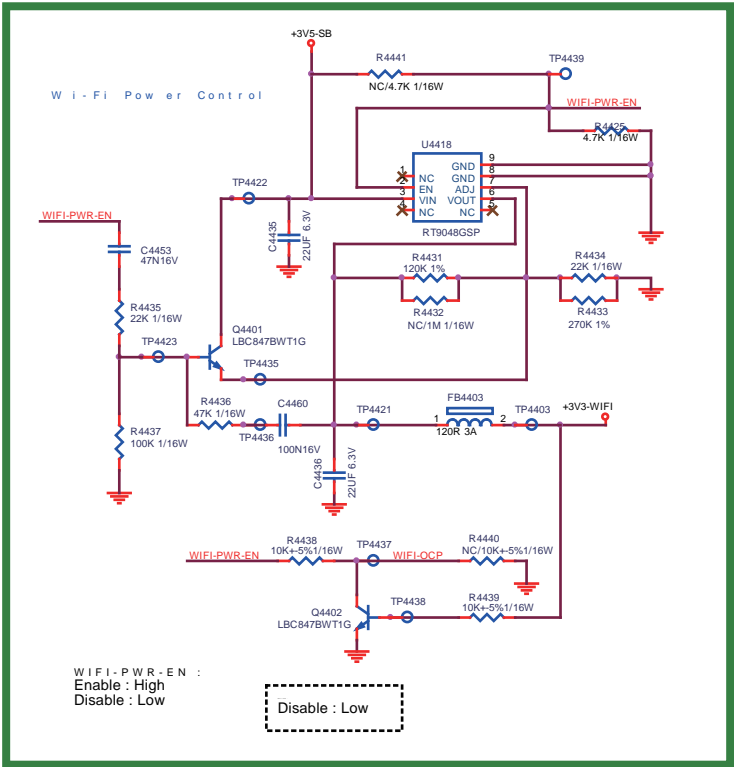 +3V5-SB
R4441
TP4439
NC/4.7K 1/16W
Wi-Fi Power Control
WIFI-PWR-EN
R4425
4.7K 1/16W
U4418
1 NC
2 EN
3 VIN
4 NC
GND 9
GND 8
ADJ 7
VOUT 6
NC 5
RT9048GSP
TP4422
WIFI-PWR-EN
C4435
22UF 6.3V
C4453
47N16V
R4431
120K 1%
R4434
22K 1/16W
R4432
NC/1M 1/16W
R4433
270K 1%
R4435
22K 1/16W
Q4401
LBC847BWT1G
TP4423
TP4435
R4436
47K 1/16W
C4460
TP4421
FB4403
+3V3-WIFI
1
2
TP4403
120R 3A
R4437
100K 1/16W
TP4436
100N16V
C4436
22UF 6.3V
R4438
10K+-5%1/16W
TP4437
R4440
NC/10K+-5%1/16W
WIFI-PWR-EN
WIFI-OCP
Q4402
LBC847BWT1G
TP4438
R4439
10K+-5%1/16W
WIFI-PWR-EN :
Enable : High
Disable : Low
Disable : Low